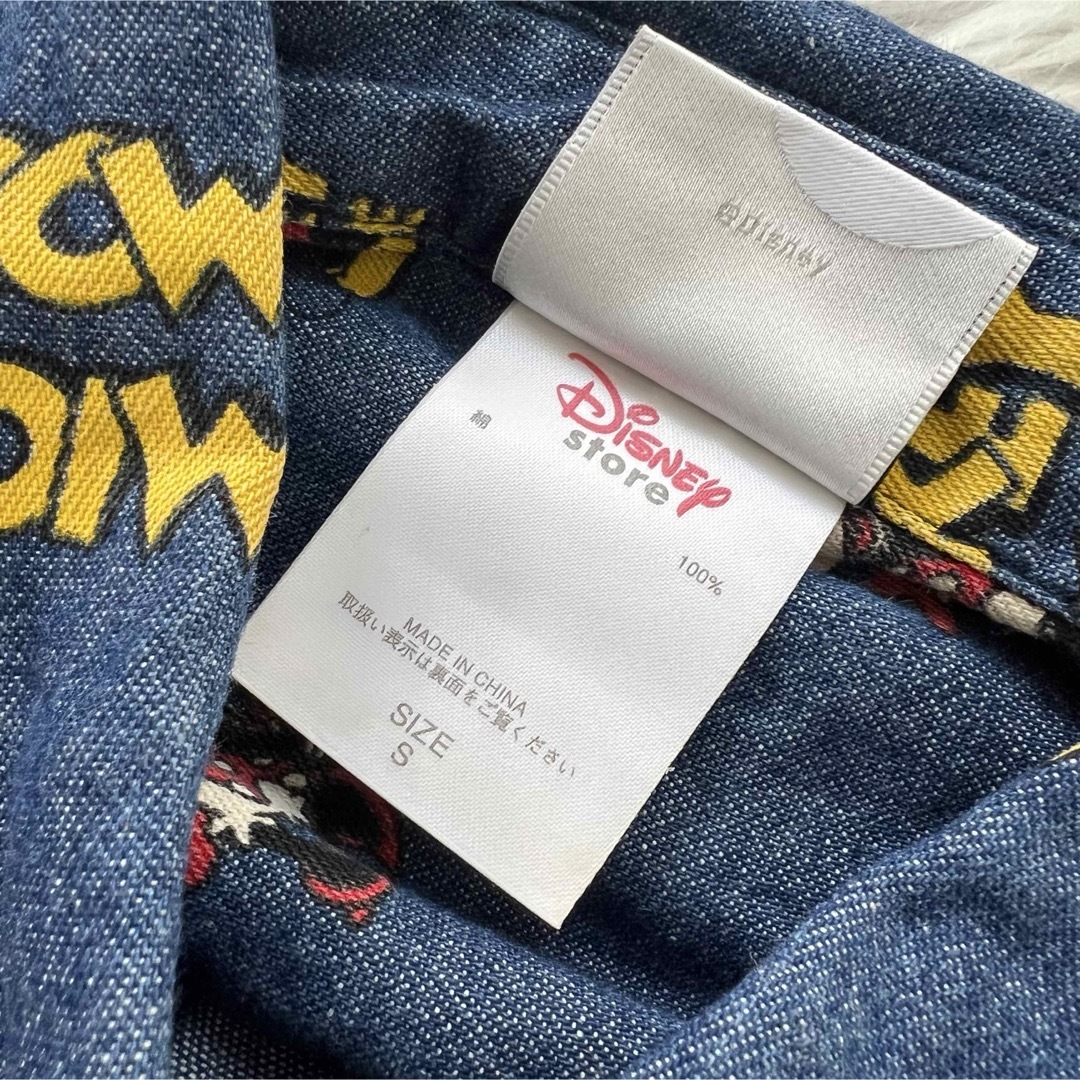 ©Disney
Disney
store
綿 100%
MADE IN CHINA
取扱い表示は裏面をご覧ください
SIZE
S